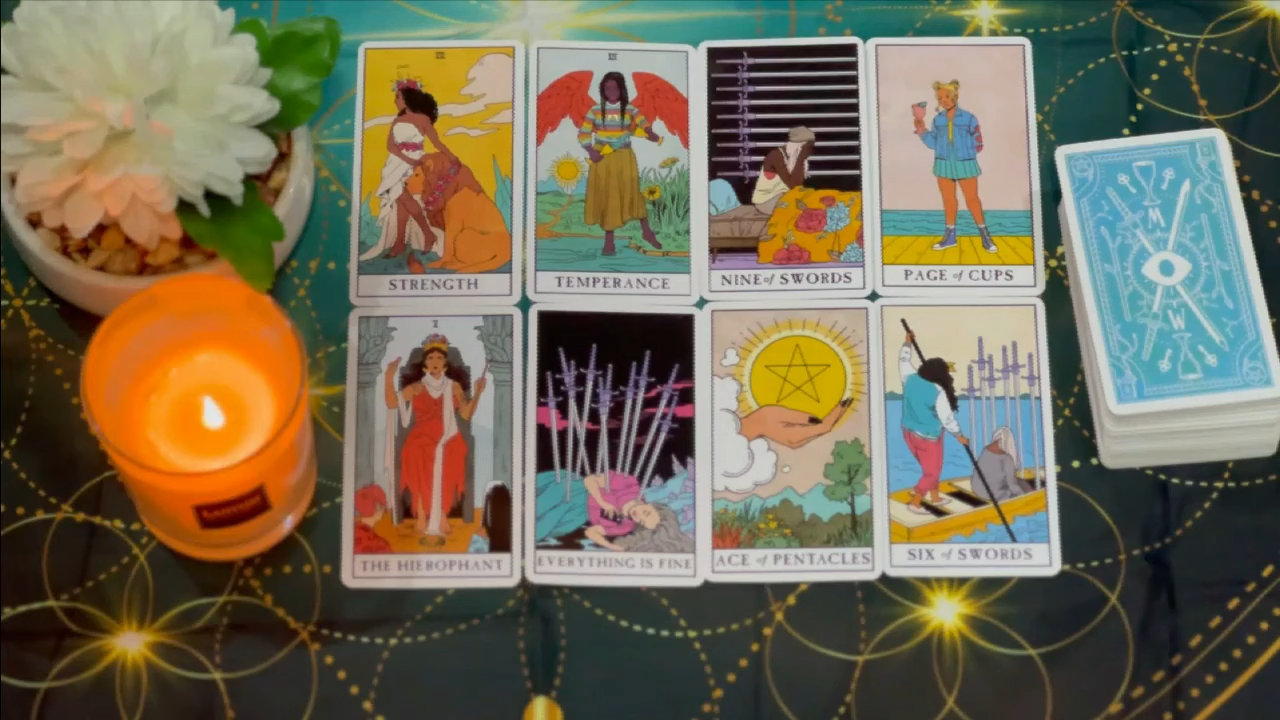 STRENGTH
TEMPERANCE
NINE of SWORDS
PAGE of CUPS
THE HIEROPHANT
EVERYTHING IS FINE
ACE of PENTACLES
SIX of SWORDS
M
W